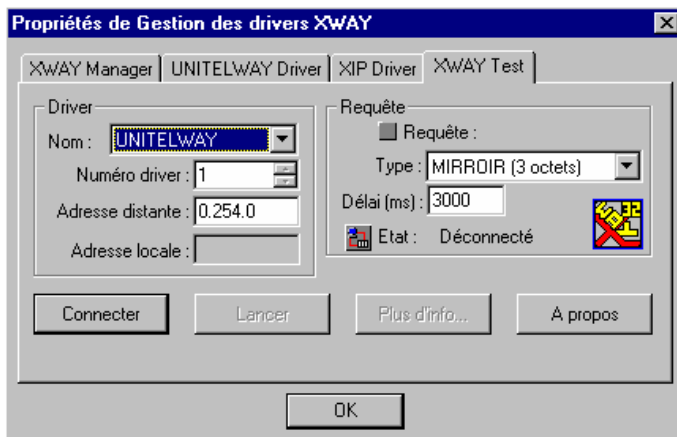 Propriétés de Gestion des drivers XWAY
XWAY Manager UNITELWAY Driver XIP Driver XWAY Test
Driver
Nom : UNITELWAY
Numéro driver : 1
Adresse distante : 0.254.0
Adresse locale :
Requête
Requête :
Type : MIRROIR (3 octets)
Délai (ms) : 3000
Etat : Déconnecté
Connecter Lancer Plus d'info... A propos
OK